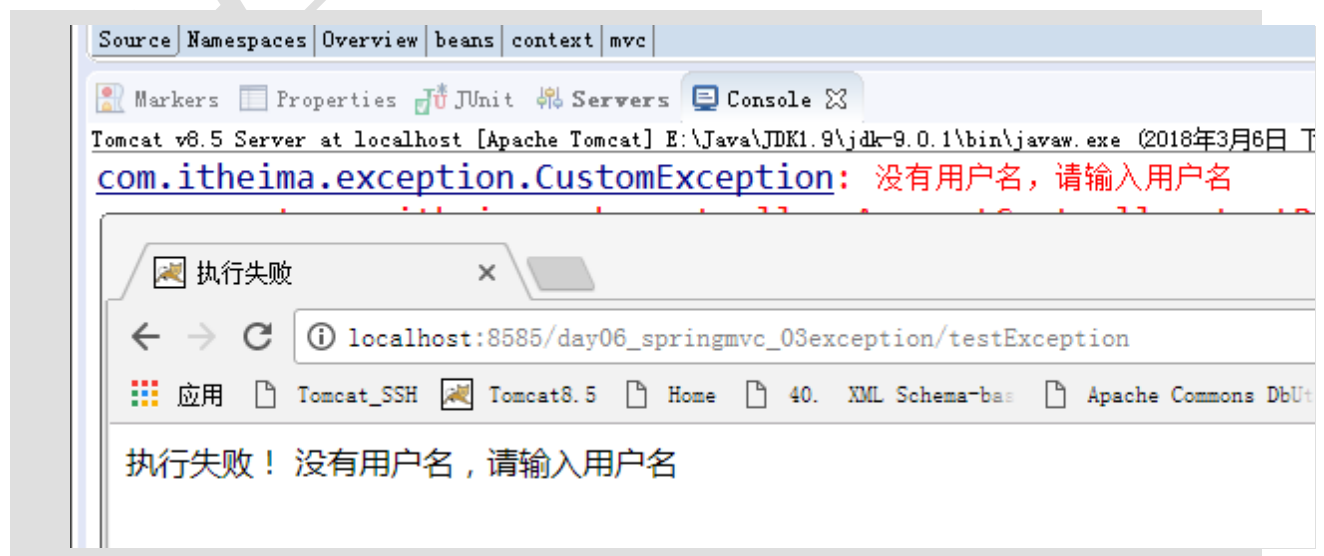 Source Namespaces Overview beans context mvc
Markers Properties JUnit Servers Console
Tomcat v8.5 Server at localhost [Apache Tomcat] E:\Java\JDK1.9\jdk-9.0.1\bin\javaw.exe (2018年3月6日 下
com.itheima.exception.CustomException: 没有用户名，请输入用户名
执行失败
localhost:8585/day06_springmvc_03exception/testException
应用 Tomcat_SSH Tomcat8.5 Home 40. XML Schema-bas Apache Commons DbUt
执行失败！ 没有用户名，请输入用户名